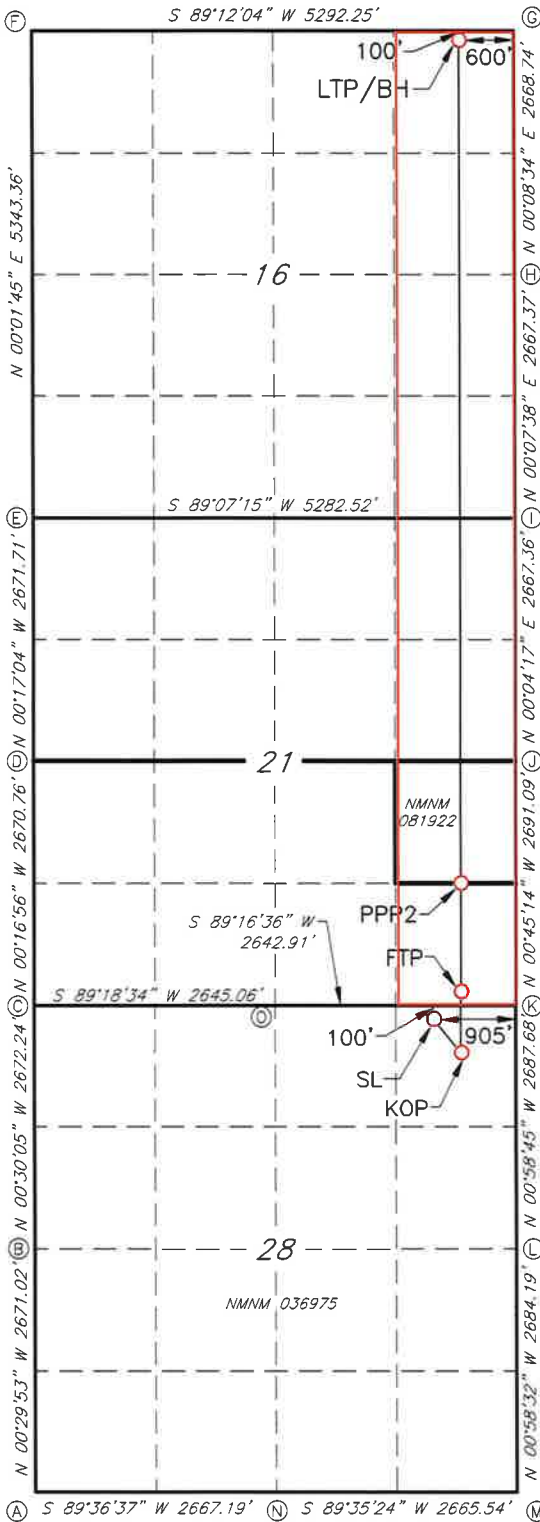 F S 89°12'04" W 5292.25' G
100' 600'
LTP/BH
N 00°01'45" E 5343.36'
N 00°08'34" E 2668.74'
16
H
N 00°07'38" E 2667.37'
S 89°07'15" W 5282.52'
E I
N 00°17'04" W 2671.71'
N 00°04'17" E 2667.36'
D 21 J
NMNM
081922
N 00°16'56" W 2670.76'
N 00°45'14" W 2691.09'
PPP2
S 89°16'36" W
2642.91'
FTP
S 89°18'34" W 2645.06'
C O K
100' 905'
SL
KOP
N 00°30'05" W 2672.24'
N 00°58'45" W 2687.68'
B 28 L
NMNM 036975
N 00°29'53" W 2671.02'
N 00°58'32" W 2684.19'
A S 89°36'37" W 2667.19' N S 89°35'24" W 2665.54' M